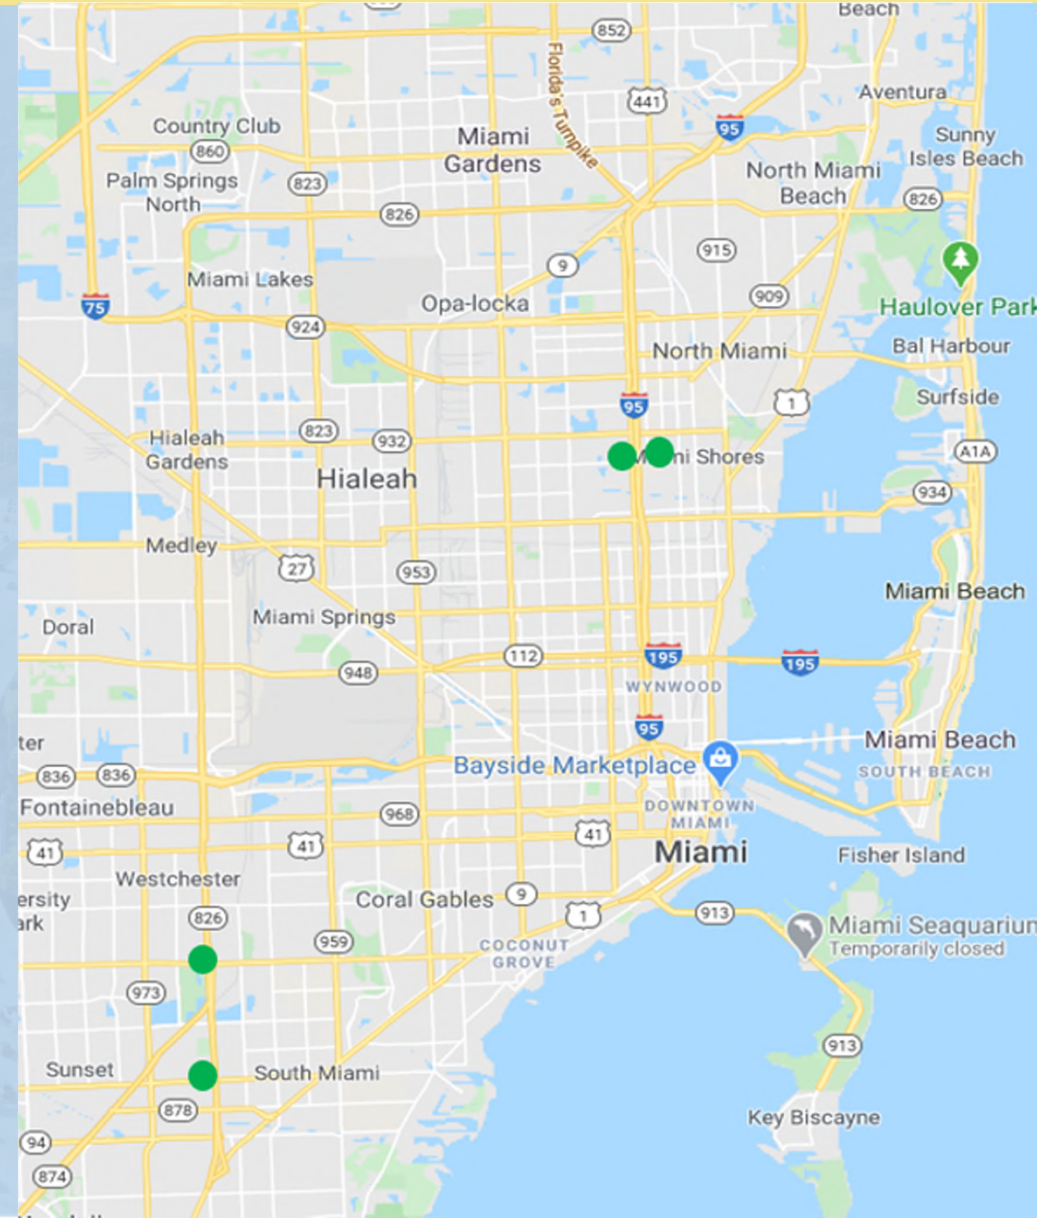 Beach
852
Florida's Turnpike
441
Aventura
95
Country Club
860
Miami
Gardens
Sunny
Isles Beach
Palm Springs
North
823
North Miami
Beach
826
826
915
9
Miami Lakes
75
Opa-locka
909
Haulover Park
924
North Miami
Bal Harbour
95
1
Surfside
823
932
Hialeah
Gardens
Hialeah
Shores
A1A
934
Medley
27
953
Miami Beach
Miami Springs
Doral
112
195
195
948
WYNWOOD
95
Miami Beach
SOUTH BEACH
836
836
Bayside Marketplace
Fontainebleau
968
DOWNTOWN
MIAMI
41
41
41
Miami
Fisher Island
Westchester
Coral Gables
9
826
1
913
Miami Seaquarium
Temporarily closed
959
COCONUT
GROVE
973
913
Sunset
South Miami
878
Key Biscayne
94
874